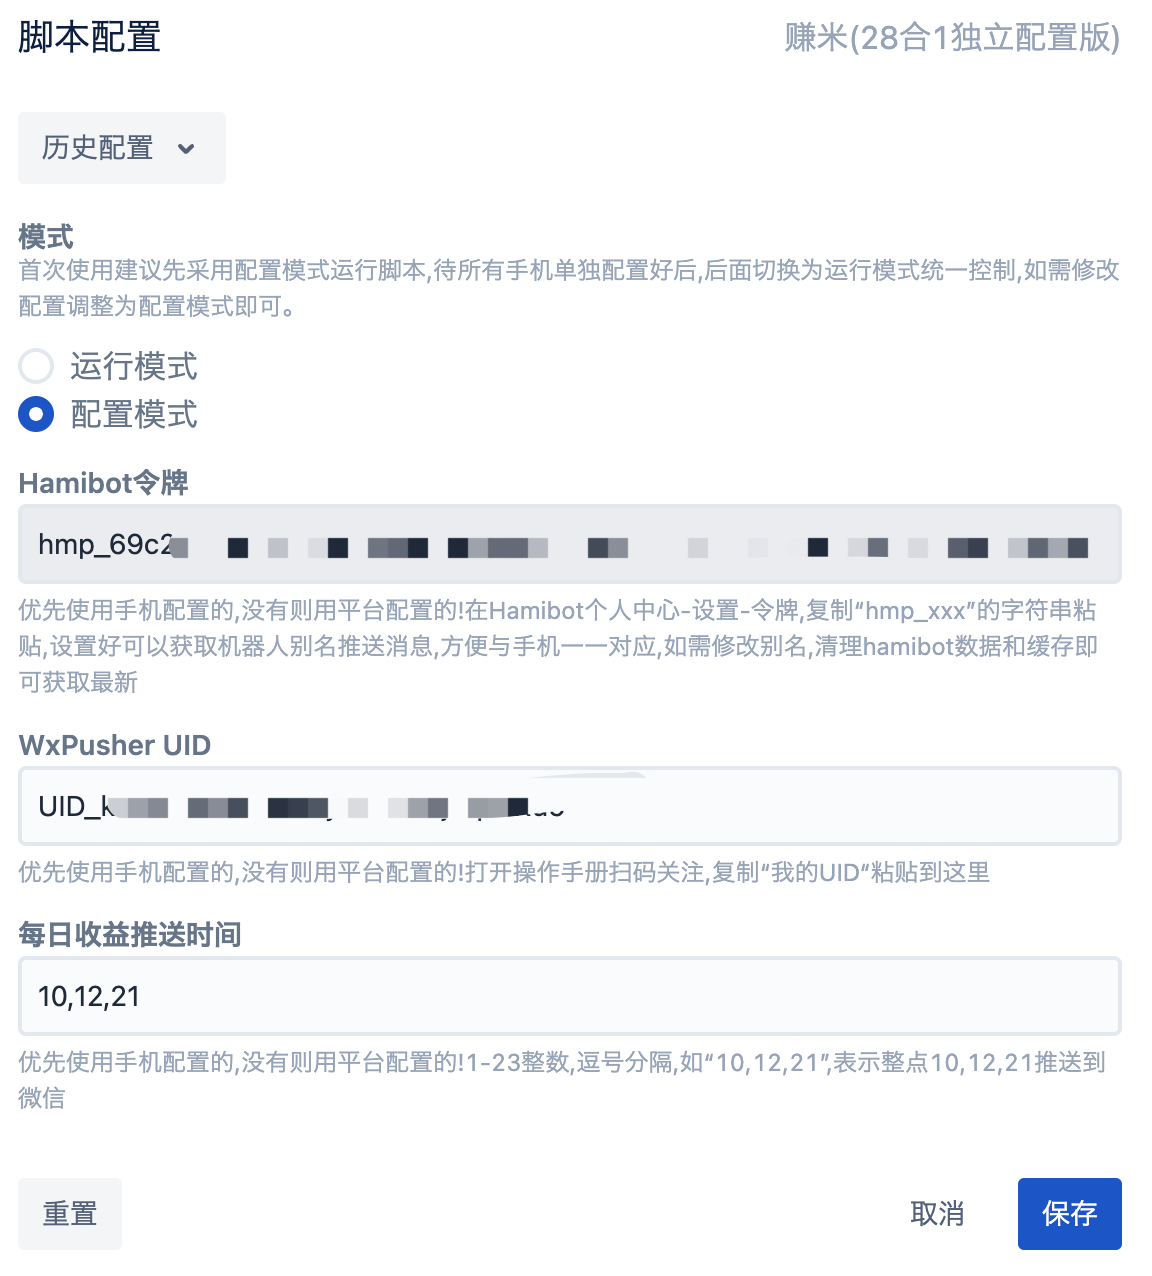 脚本配置
赚米(28合1独立配置版)
历史配置
模式
首次使用建议先采用配置模式运行脚本,待所有手机单独配置好后,后面切换为运行模式统一控制,如需修改
配置调整为配置模式即可。
运行模式
配置模式
Hamibot令牌
hmp_69c2
优先使用手机配置的,没有则用平台配置的!在Hamibot个人中心-设置-令牌,复制“hmp_xxx”的字符串粘
贴,设置好可以获取机器人别名推送消息,方便与手机一一对应,如需修改别名,清理hamibot数据和缓存即
可获取最新
WxPusher UID
UID_k
优先使用手机配置的,没有则用平台配置的!打开操作手册扫码关注,复制“我的UID“粘贴到这里
每日收益推送时间
10,12,21
优先使用手机配置的,没有则用平台配置的!1-23整数,逗号分隔,如“10,12,21”,表示整点10,12,21推送到
微信
重置
取消
保存